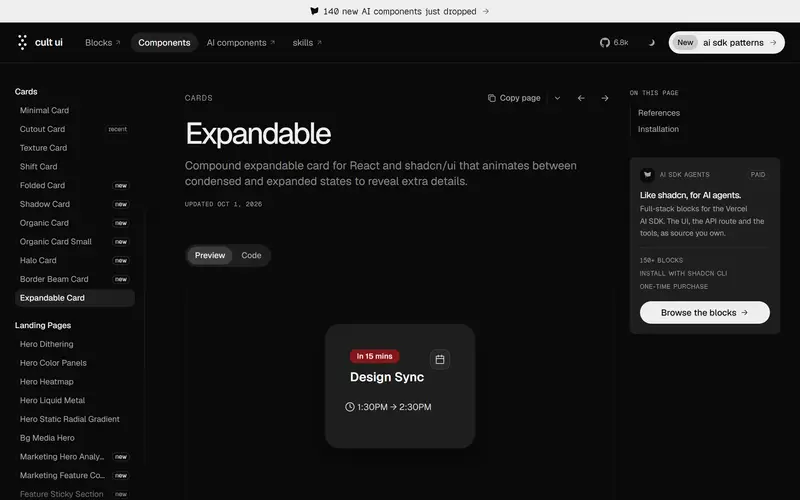 140 new AI components just dropped →
cult ui
Blocks ↗
Components
AI components ↗
skills ↗
6.8k
New ai sdk patterns →
Cards
Minimal Card
Cutout Card recent
Texture Card
Shift Card
Folded Card new
Shadow Card new
Organic Card new
Organic Card Small new
Halo Card new
Border Beam Card new
Expandable Card
Landing Pages
Hero Dithering
Hero Color Panels
Hero Heatmap
Hero Liquid Metal
Hero Static Radial Gradient
Bg Media Hero
Marketing Hero Analy... new
Marketing Feature Co... new
Feature Sticky Section new
CARDS
Copy page
Expandable
Compound expandable card for React and shadcn/ui that animates between
condensed and expanded states to reveal extra details.
UPDATED OCT 1, 2026
Preview
Code
In 15 mins
Design Sync
1:30PM → 2:30PM
ON THIS PAGE
References
Installation
AI SDK AGENTS PAID
Like shadcn, for AI agents.
Full-stack blocks for the Vercel
AI SDK. The UI, the API route and the
tools, as source you own.
150+ BLOCKS
INSTALL WITH SHADCN CLI
ONE-TIME PURCHASE
Browse the blocks →